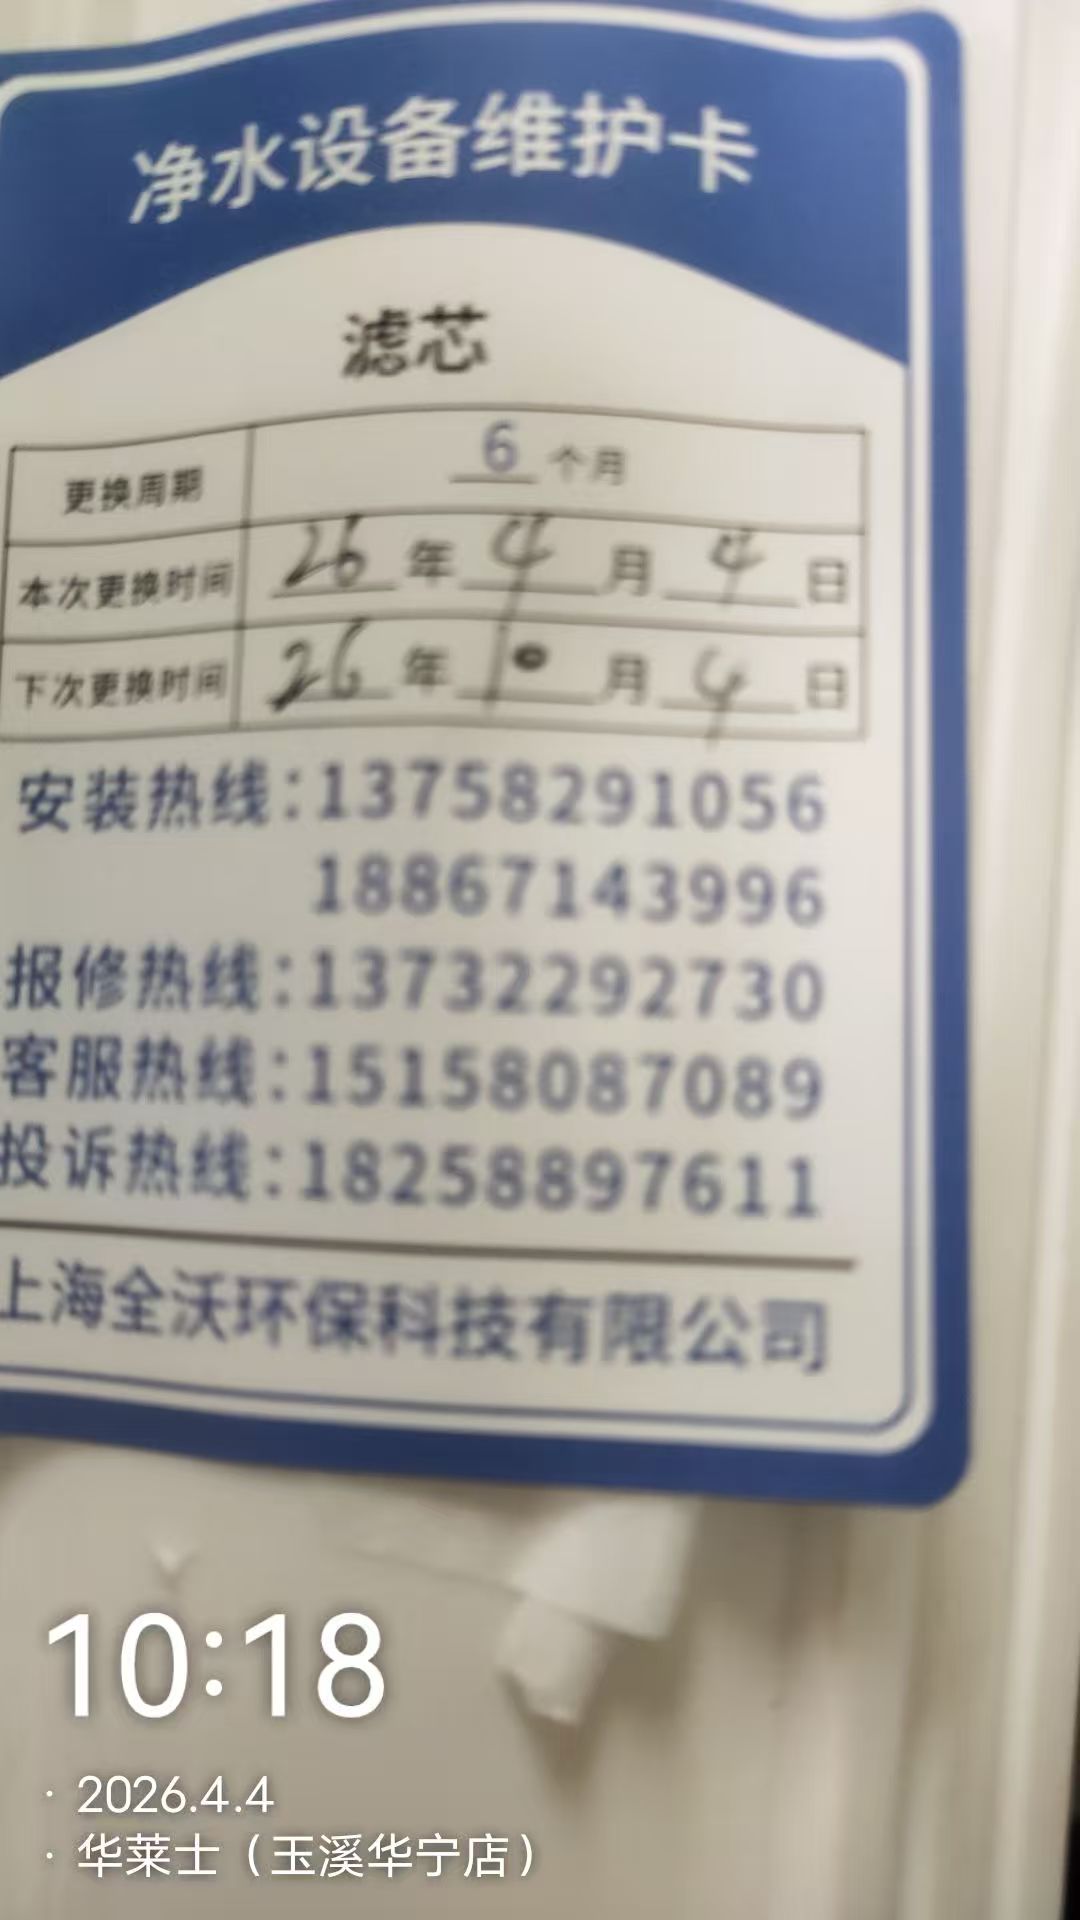 净水设备维护卡
滤芯
更换周期 6 个月
本次更换时间 26 年 4 月 4 日
下次更换时间 26 年 10 月 4 日
安装热线:13758291056
18867143996
报修热线:13732292730
客服热线:15158087089
投诉热线:18258897611
上海全沃环保科技有限公司
10:18
· 2026.4.4
· 华莱士（玉溪华宁店）